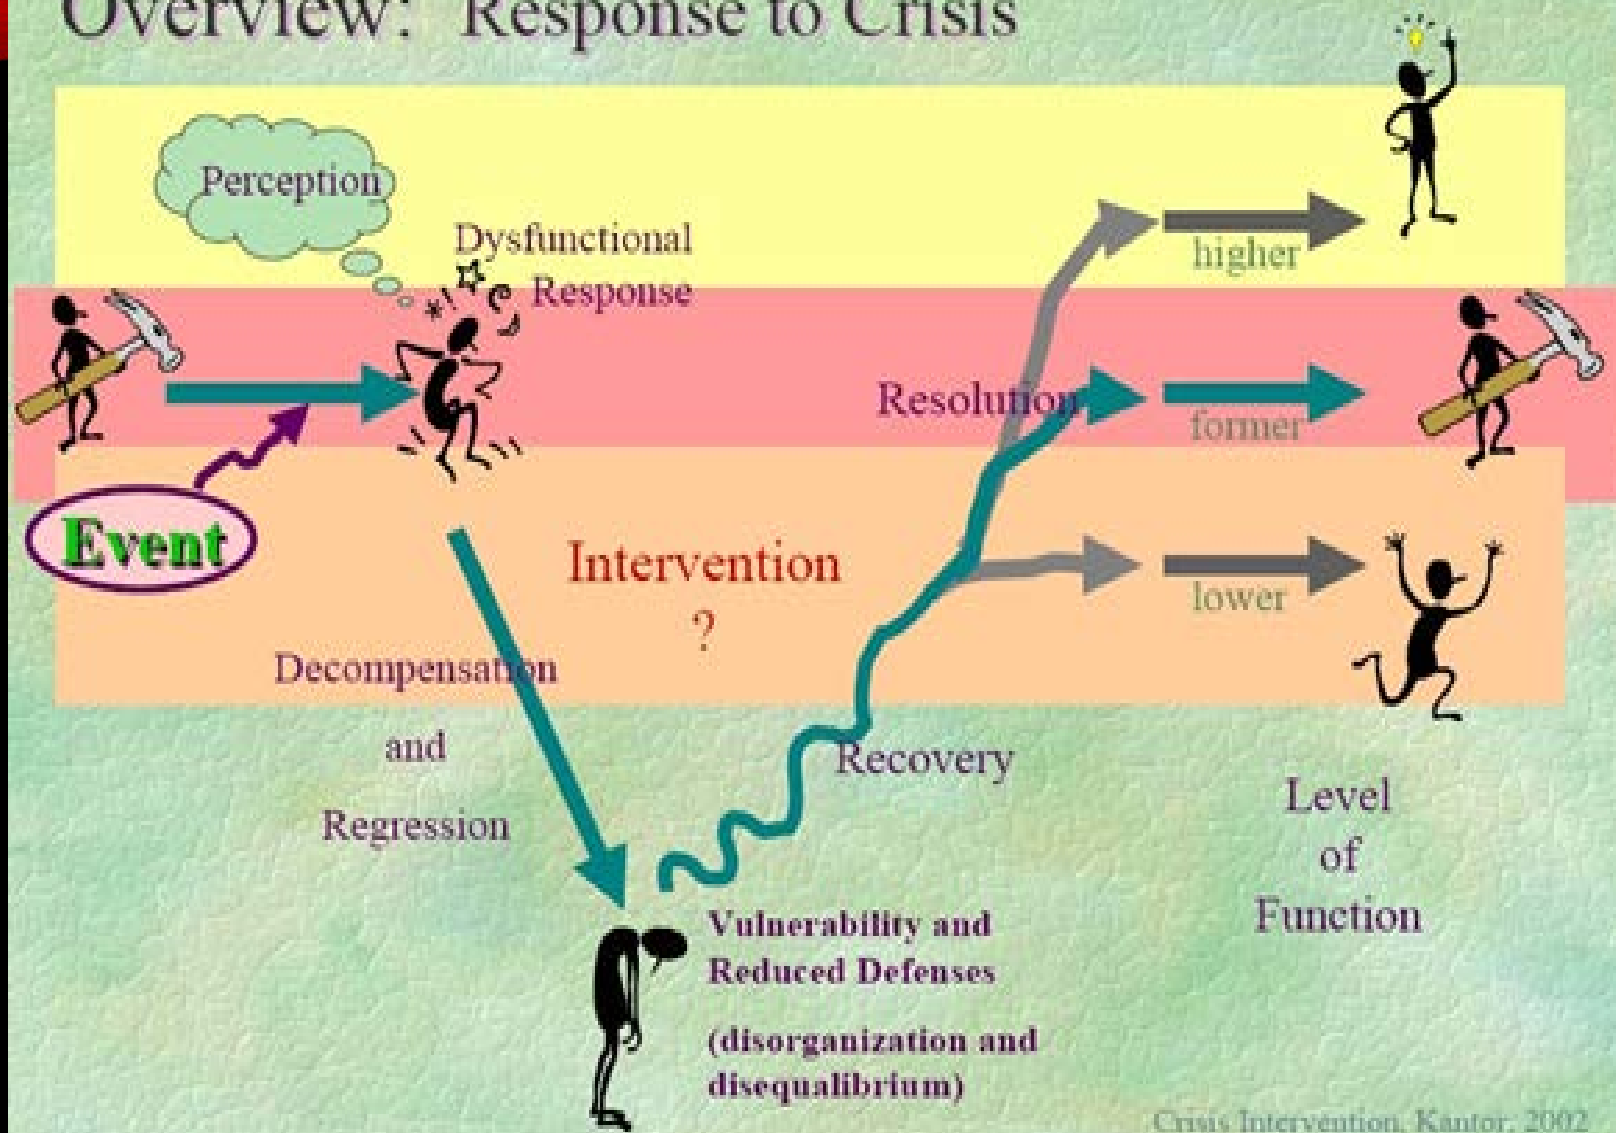 Overview: Response to Crisis
Perception
Dysfunctional
Response
higher
Resolution
former
Event
Intervention
?
lower
Decompensation
and
Regression
Recovery
Level
of
Function
Vulnerability and
Reduced Defenses
(disorganization and
disequalibrium)
Crisis Intervention, Kantor, 2002